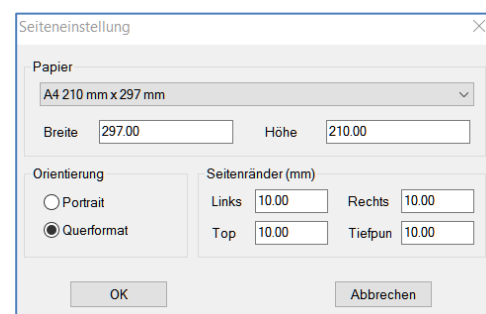 Seiteneinstellung
Papier
A4 210 mm x 297 mm
Breite 297.00 Höhe 210.00
Orientierung Seitenränder (mm)
Portrait Links 10.00 Rechts 10.00
Querformat Top 10.00 Tiefpun 10.00
OK Abbrechen